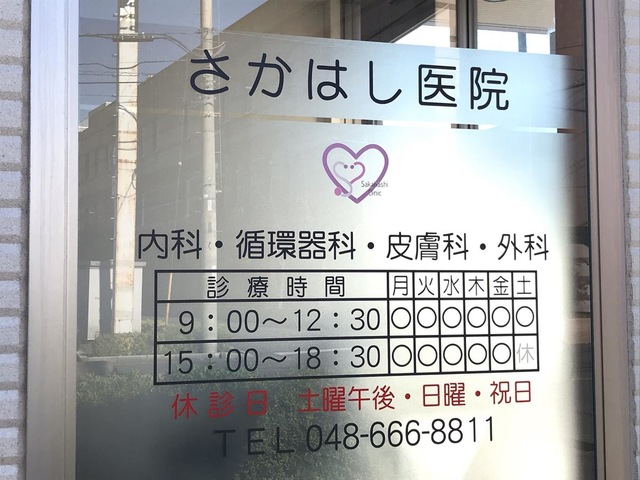 さかはし医院
Sakahashi
Clinic
内科・循環器科・皮膚科・外科
診療時間 月 火 水 木 金 土
9:00～12:30 〇 〇 〇 〇 〇 〇
15:00～18:30 〇 〇 〇 〇 〇 休
休診日 土曜午後・日曜・祝日
TEL 048-666-8811